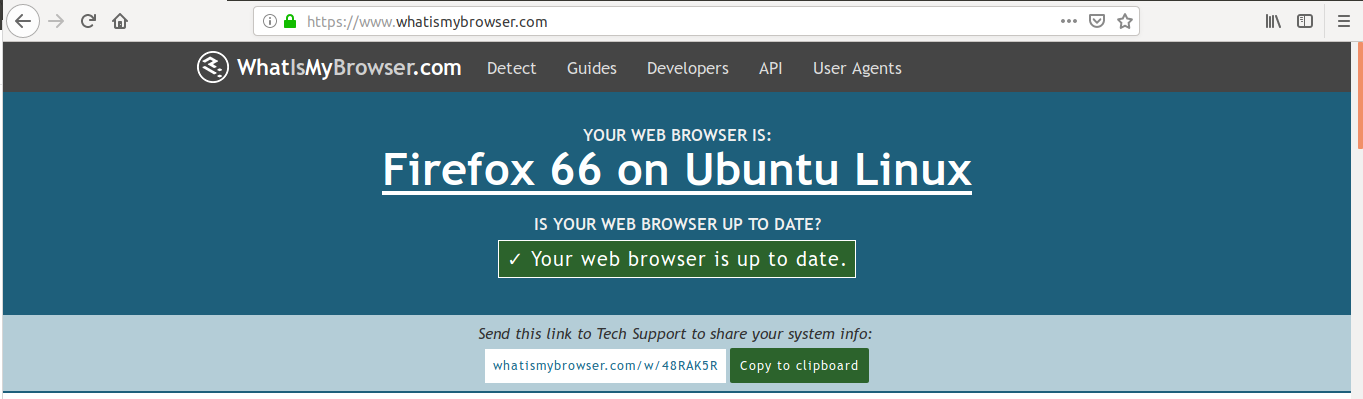 https://www.whatismybrowser.com
WhatIsMyBrowser.com Detect Guides Developers API User Agents
YOUR WEB BROWSER IS:
Firefox 66 on Ubuntu Linux
IS YOUR WEB BROWSER UP TO DATE?
✓ Your web browser is up to date.
Send this link to Tech Support to share your system info:
whatismybrowser.com/w/48RAK5R Copy to clipboard